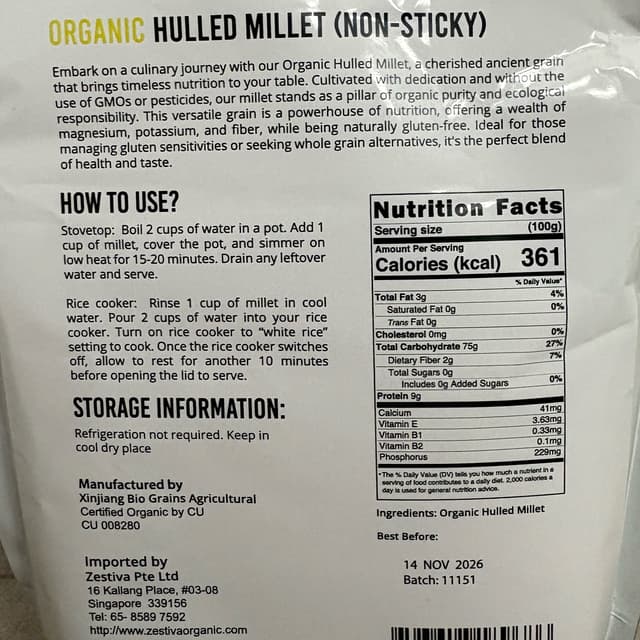 ORGANIC HULLED MILLET (NON-STICKY)
Embark on a culinary journey with our Organic Hulled Millet, a cherished ancient grain
that brings timeless nutrition to your table. Cultivated with dedication and without the
use of GMOs or pesticides, our millet stands as a pillar of organic purity and ecological
responsibility. This versatile grain is a powerhouse of nutrition, offering a wealth of
magnesium, potassium, and fiber, while being naturally gluten-free. Ideal for those
managing gluten sensitivities or seeking whole grain alternatives, it's the perfect blend
of health and taste.
HOW TO USE?
Stovetop: Boil 2 cups of water in a pot. Add 1
cup of millet, cover the pot, and simmer on
low heat for 15-20 minutes. Drain any leftover
water and serve.
Rice cooker: Rinse 1 cup of millet in cool
water. Pour 2 cups of water into your rice
cooker. Turn on rice cooker to "white rice"
setting to cook. Once the rice cooker switches
off, allow to rest for another 10 minutes
before opening the lid to serve.
STORAGE INFORMATION:
Refrigeration not required. Keep in
cool dry place
Manufactured by
Xinjiang Bio Grains Agricultural
Certified Organic by CU
CU 008280
Imported by
Zestiva Pte Ltd
16 Kallang Place, #03-08
Singapore 339156
Tel: 65- 8589 7592
http://www.zestivaorganic.com
Nutrition Facts
Serving size (100g)
Amount Per Serving
Calories (kcal) 361
% Daily Value*
Total Fat 3g 4%
Saturated Fat 0g 0%
Trans Fat 0g
Cholesterol 0mg 0%
Total Carbohydrate 75g 27%
Dietary Fiber 2g 7%
Total Sugars 0g
Includes 0g Added Sugars 0%
Protein 9g
Calcium 41mg
Vitamin E 3.63mg
Vitamin B1 0.33mg
Vitamin B2 0.1mg
Phosphorus 229mg
*The % Daily Value (DV) tells you how much a nutrient in a
serving of food contributes to a daily diet. 2,000 calories a
day is used for general nutrition advice.
Ingredients: Organic Hulled Millet
Best Before:
14 NOV 2026
Batch: 11151